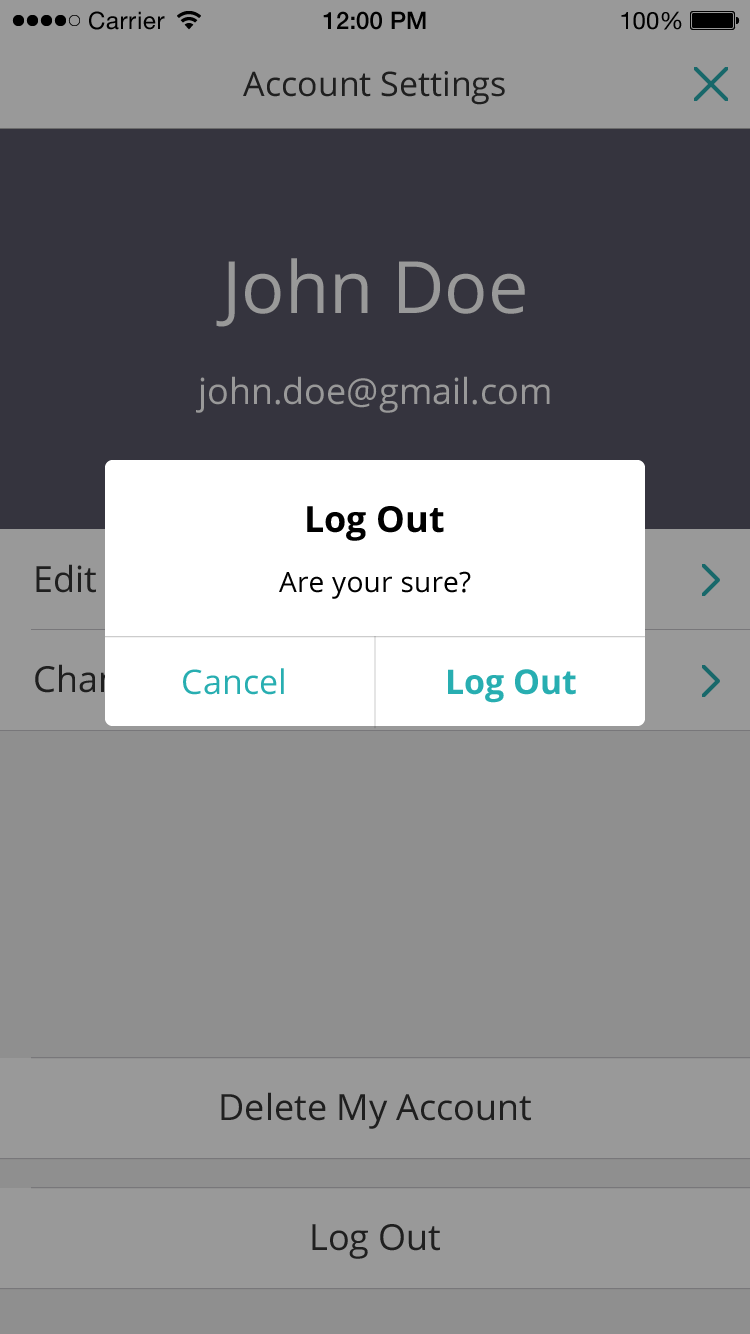 Carrier 12:00 PM 100%
Account Settings
John Doe
john.doe@gmail.com
Log Out
Are your sure?
Edit
Cancel Log Out
Delete My Account
Log Out